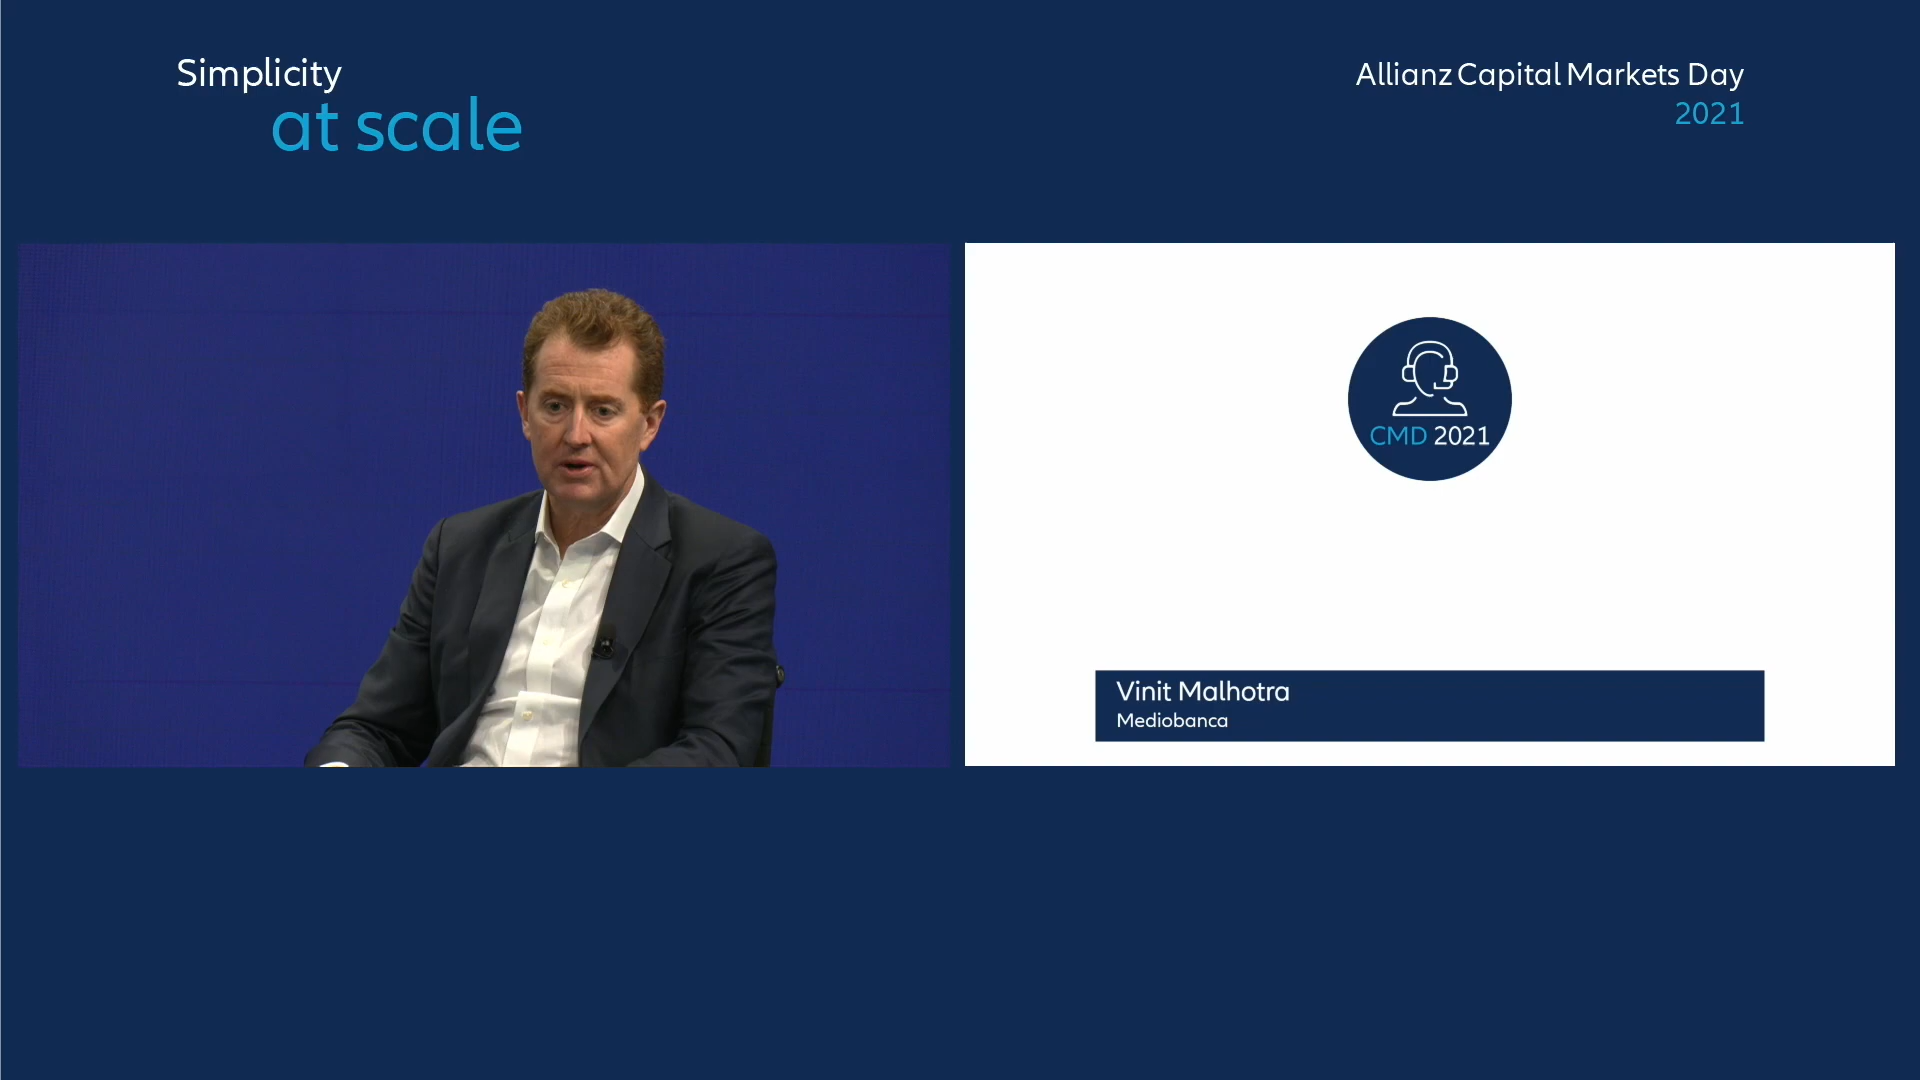 Simplicity
at scale
Allianz Capital Markets Day
2021
CMD 2021
Vinit Malhotra
Mediobanca